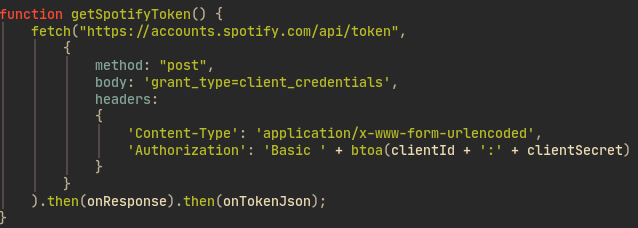 function getSpotifyToken() {
    fetch("https://accounts.spotify.com/api/token",
        {
            method: "post",
            body: 'grant_type=client_credentials',
            headers:
            {
                'Content-Type': 'application/x-www-form-urlencoded',
                'Authorization': 'Basic ' + btoa(clientId + ':' + clientSecret)
            }
        }
    ).then(onResponse).then(onTokenJson);
}